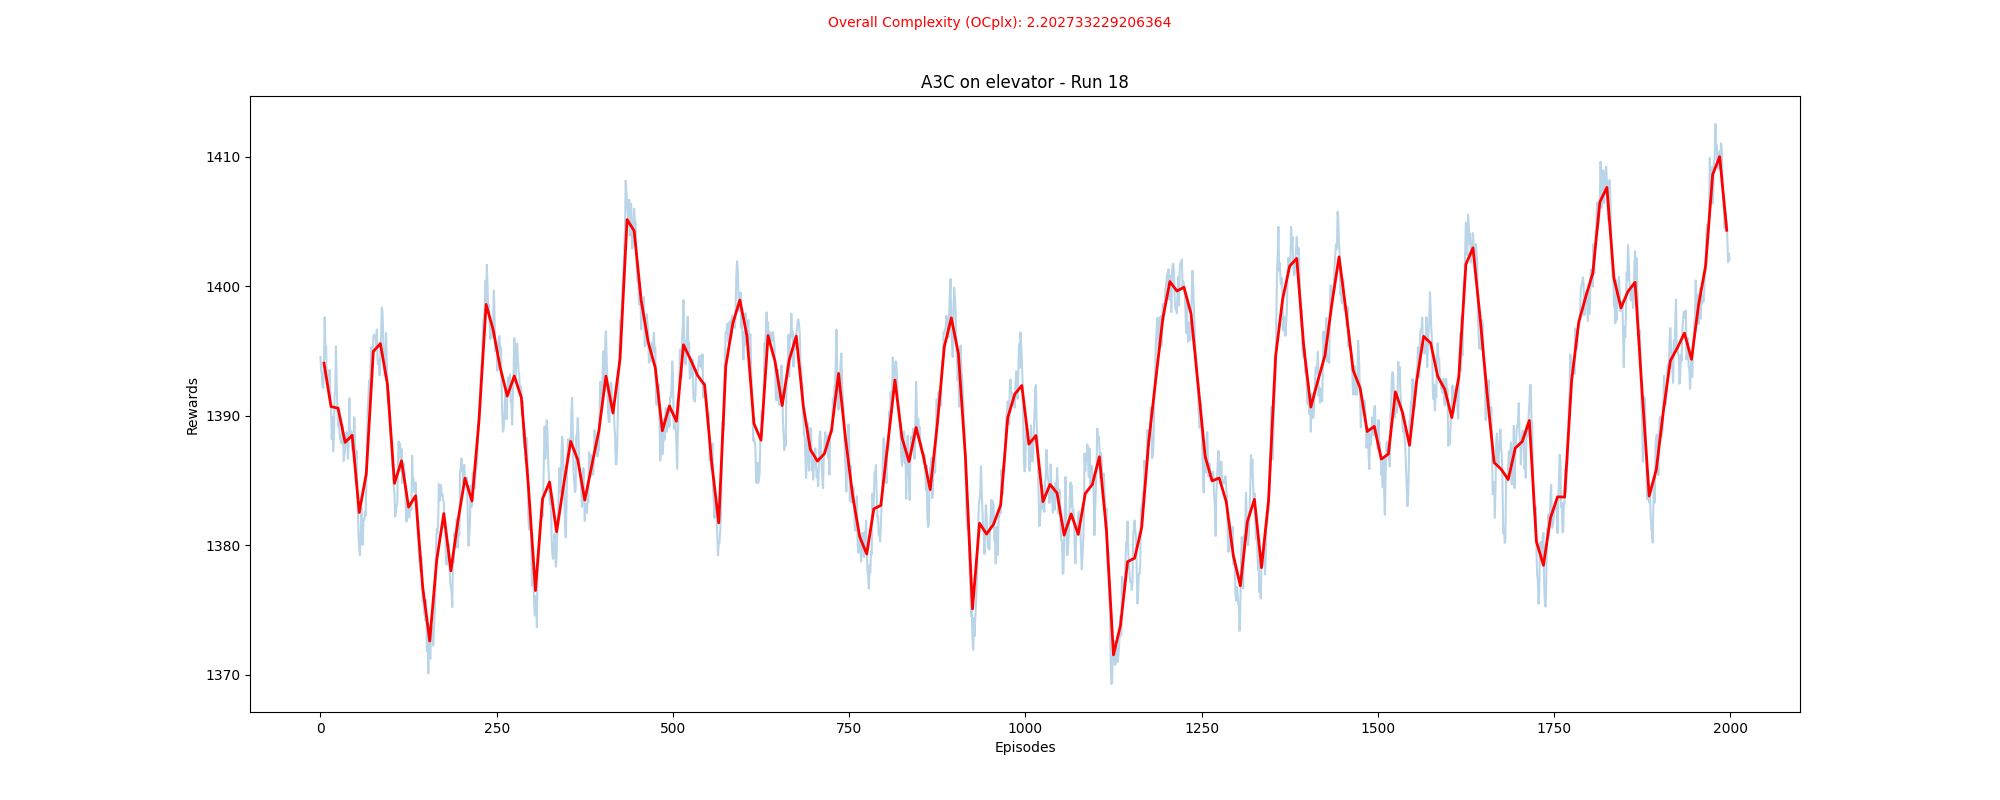 Overall Complexity (OCplx): 2.202733229206364
A3C on elevator - Run 18
1410
1400
1390
1380
1370
Rewards
0 250 500 750 1000 1250 1500 1750 2000
Episodes